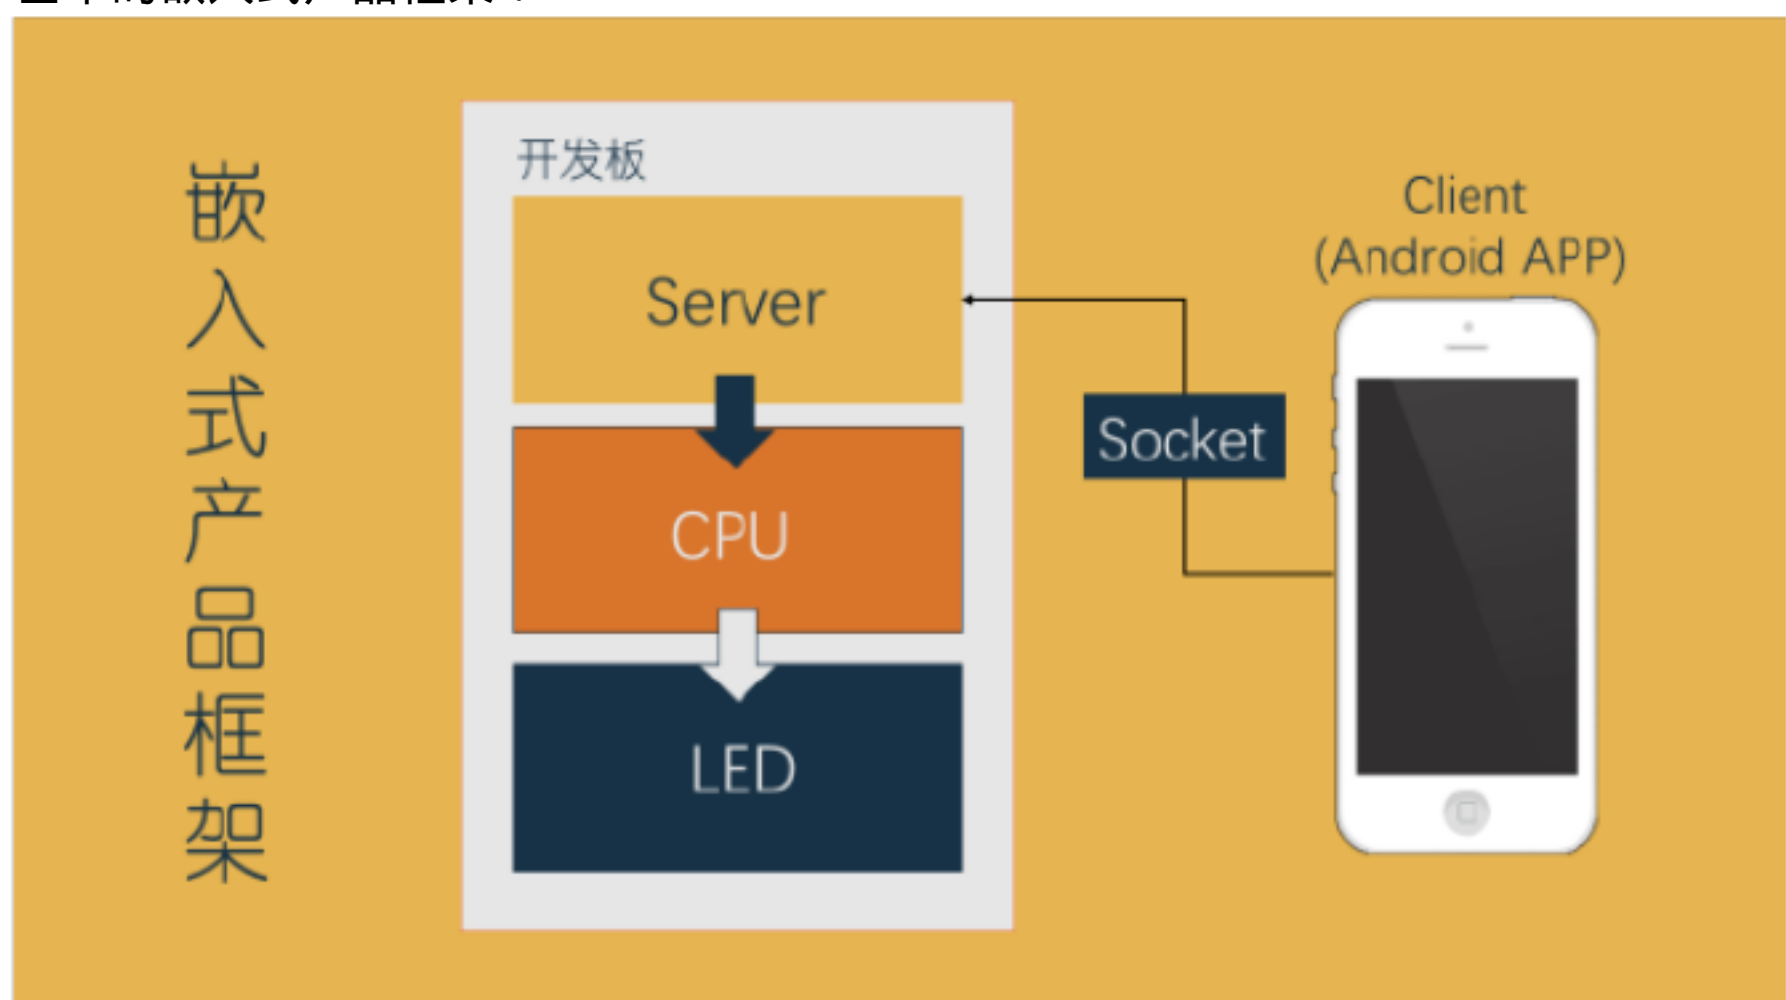 嵌入式产品框架
开发板
Server
CPU
LED
Socket
Client
(Android APP)